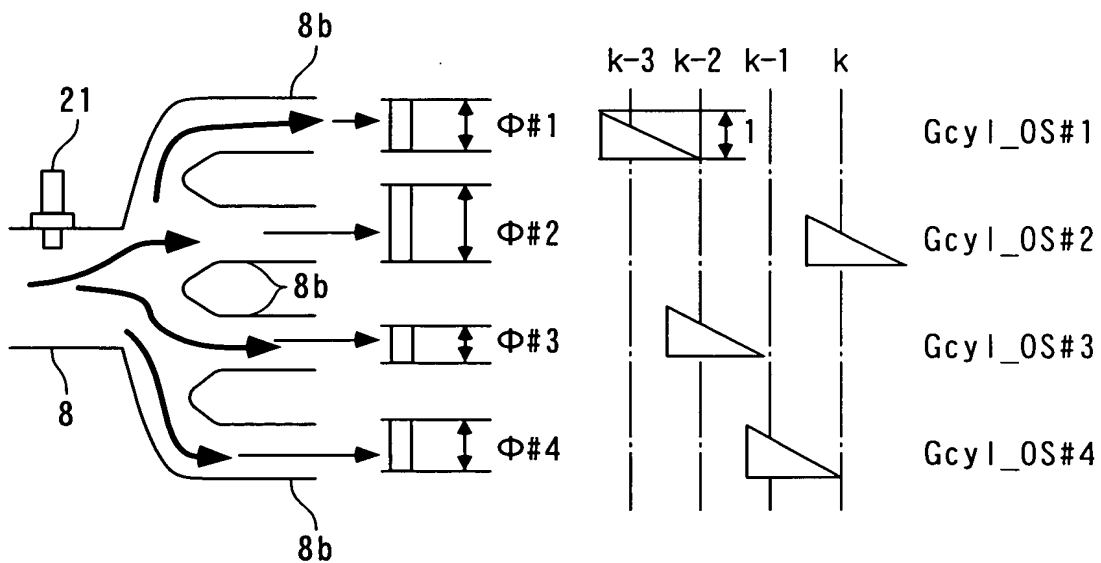 8b
k-3 k-2 k-1 k
21
Φ#1
1
Gcyl_OS#1
Φ#2
Gcyl_OS#2
8b
Φ#3
Gcyl_OS#3
8
Φ#4
Gcyl_OS#4
8b